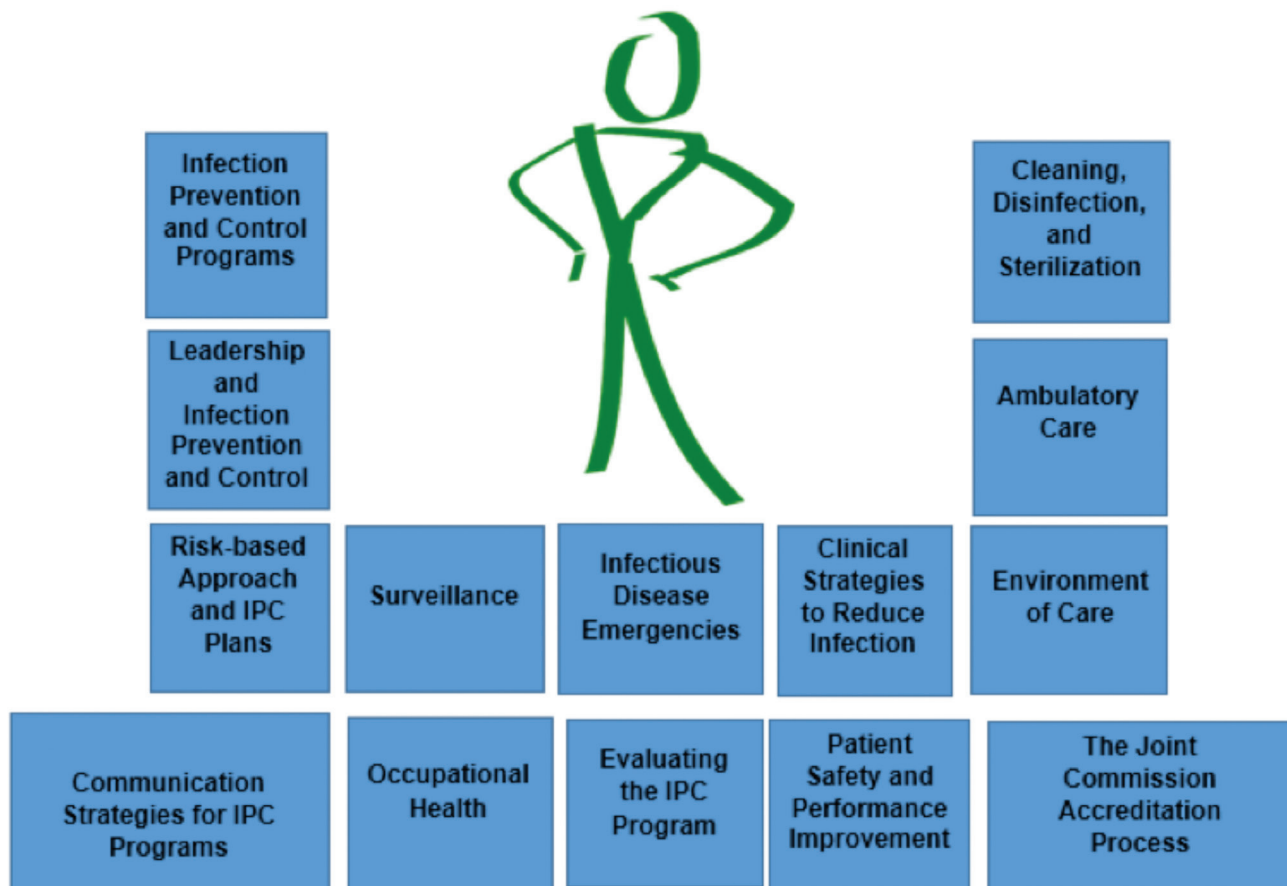 Infection
Prevention
and Control
Programs
Cleaning,
Disinfection,
and
Sterilization
Leadership
and
Infection
Prevention
and Control
Ambulatory
Care
Risk-based
Approach
and IPC
Plans
Surveillance
Infectious
Disease
Emergencies
Clinical
Strategies
to Reduce
Infection
Environment
of Care
Communication
Strategies for IPC
Programs
Occupational
Health
Evaluating
the IPC
Program
Patient
Safety and
Performance
Improvement
The Joint
Commission
Accreditation
Process